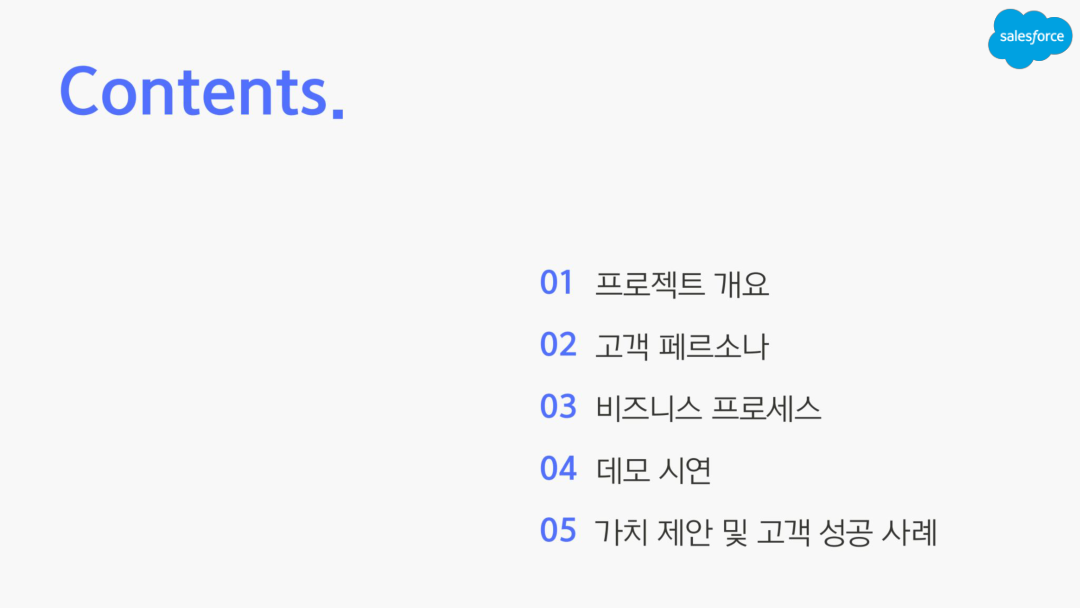 salesforce
Contents.
01 프로젝트 개요
02 고객 페르소나
03 비즈니스 프로세스
04 데모 시연
05 가치 제안 및 고객 성공 사례